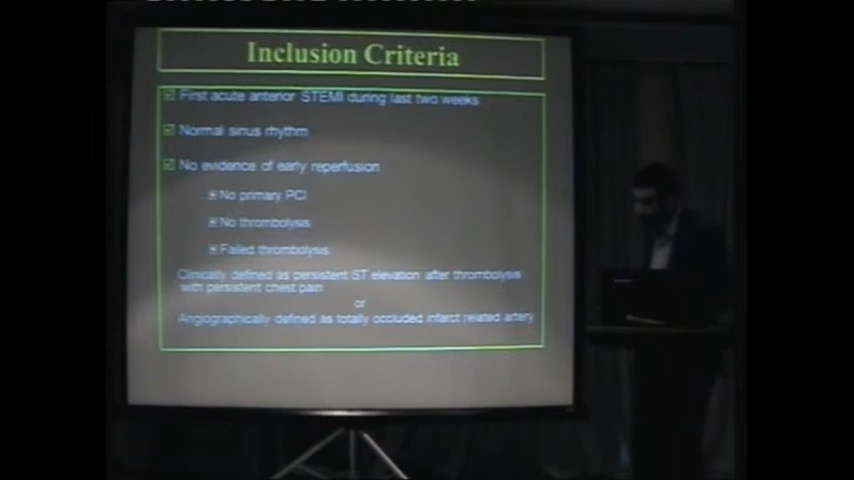 Inclusion Criteria
First acute anterior STEMI during last two weeks
Normal sinus rhythm
No evidence of early reperfusion
No primary PCI
No thrombolysis
Failed thrombolysis
Clinically defined as persistent ST elevation after thrombolysis
with persistent chest pain
or
Angiographically defined as totally occluded infarct related artery